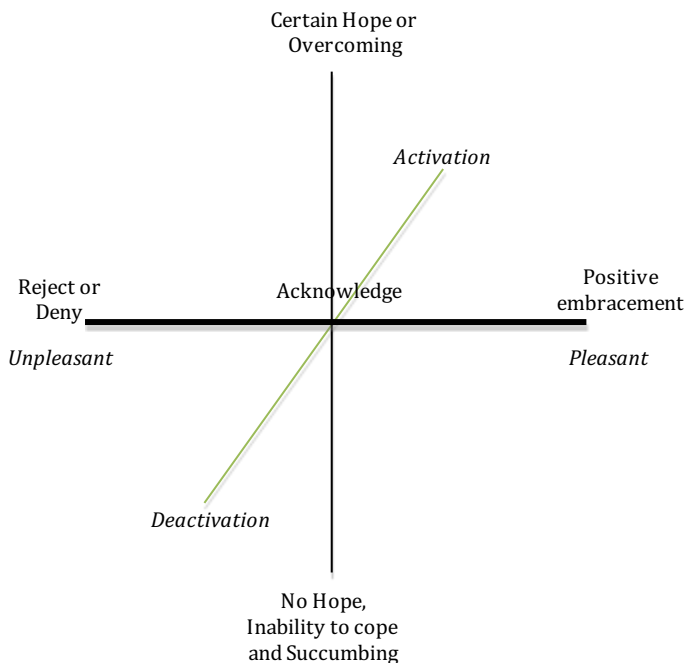 Certain Hope or
Overcoming
Activation
Reject or
Deny
Acknowledge
Positive
embracement
Unpleasant
Pleasant
Deactivation
No Hope,
Inability to cope
and Succumbing